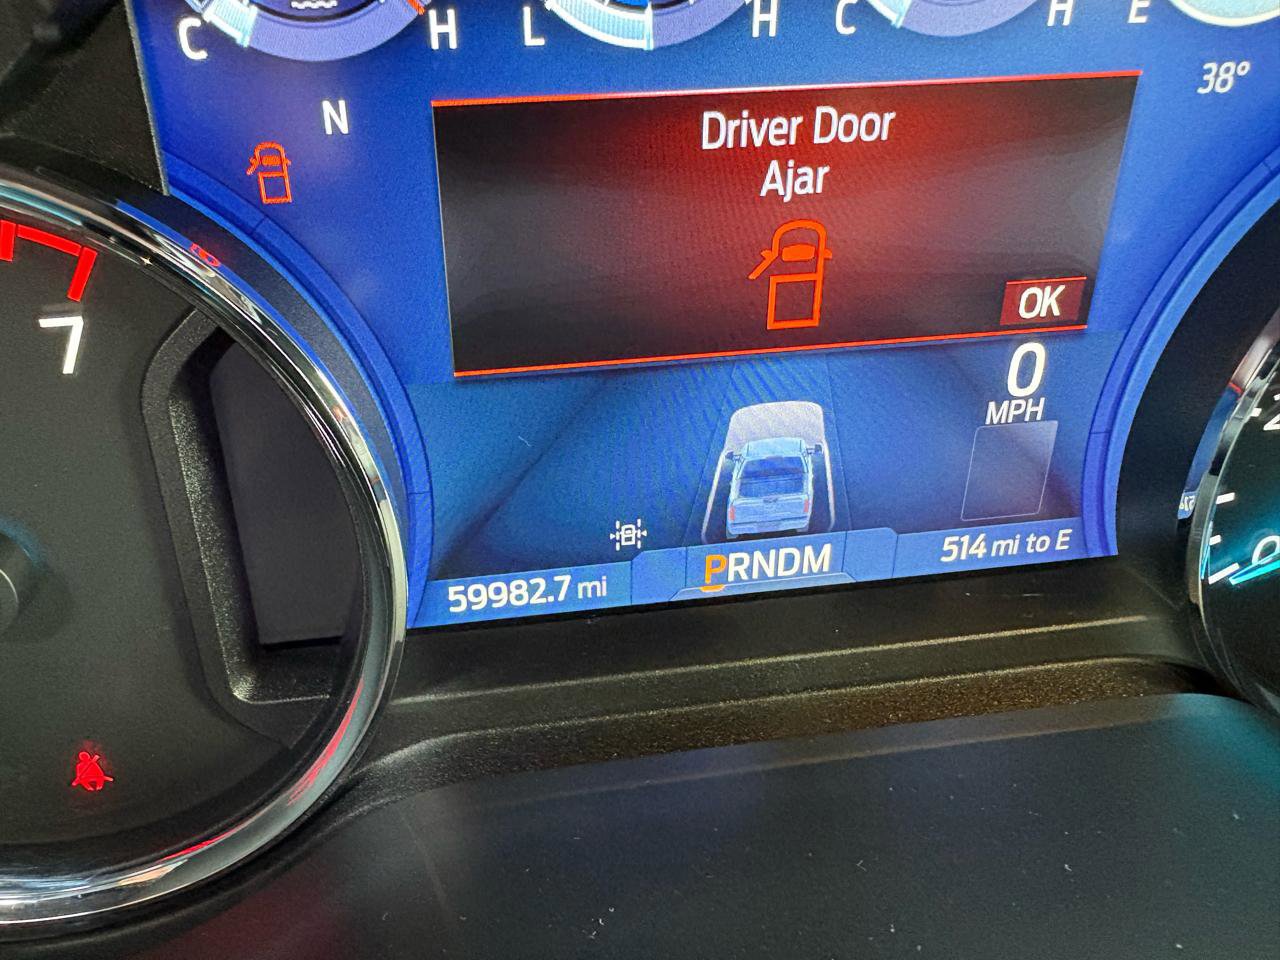 C H L H C H E
38°
N
Driver Door
Ajar
OK
7
0
MPH
PRNDM
514 mi to E
59982.7 mi